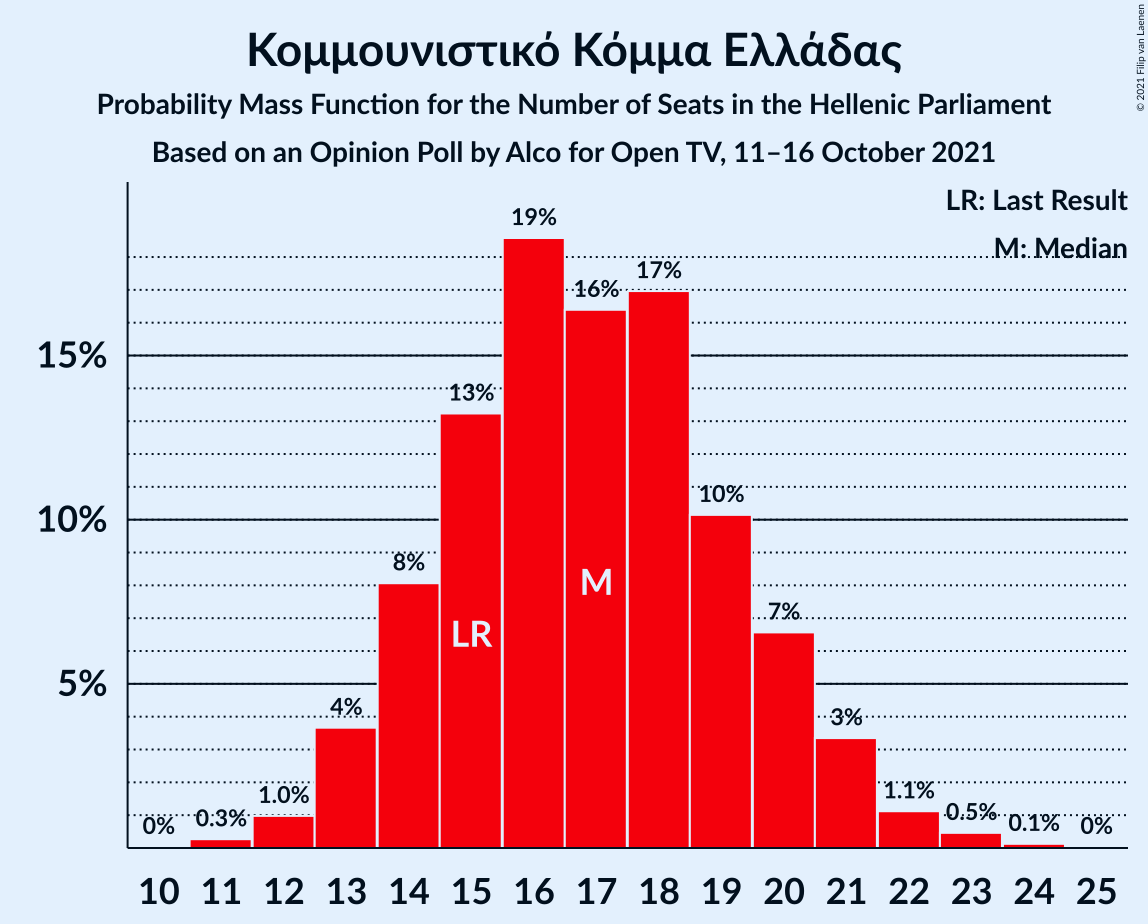 Κομμουνιστικό Κόμμα Ελλάδας
Probability Mass Function for the Number of Seats in the Hellenic Parliament
Based on an Opinion Poll by Alco for Open TV, 11–16 October 2021
© 2021 Filip van Laenen
LR: Last Result
M: Median
15%
10%
5%
0%
0.3%
1.0%
4%
8%
13%
19%
16%
17%
10%
7%
3%
1.1%
0.5%
0.1%
0%
LR
M
10 11 12 13 14 15 16 17 18 19 20 21 22 23 24 25